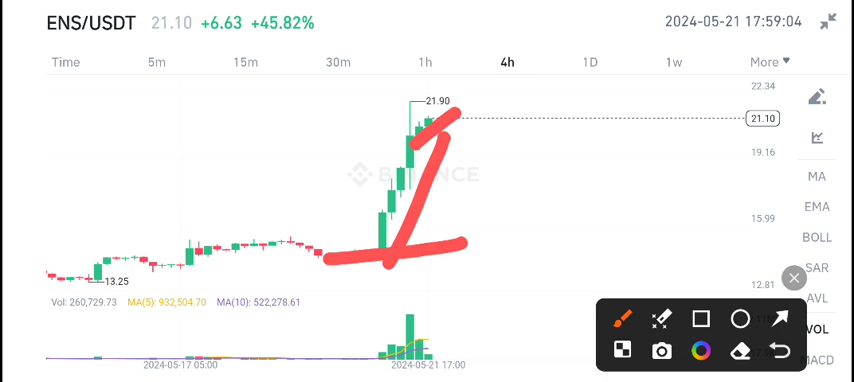 ENS/USDT 21.10 +6.63 +45.82% 2024-05-21 17:59:04
Time 5m 15m 30m 1h 4h 1D 1w More
22.34
21.90
21.10
19.16
BINANCE
MA
15.99
EMA
BOLL
SAR
13.25
12.81
AVL
Vol: 260,729.73 MA(5): 932,504.70 MA(10): 522,278.61
VOL
MACD
2024-05-17 05:00 2024-05-21 17:00